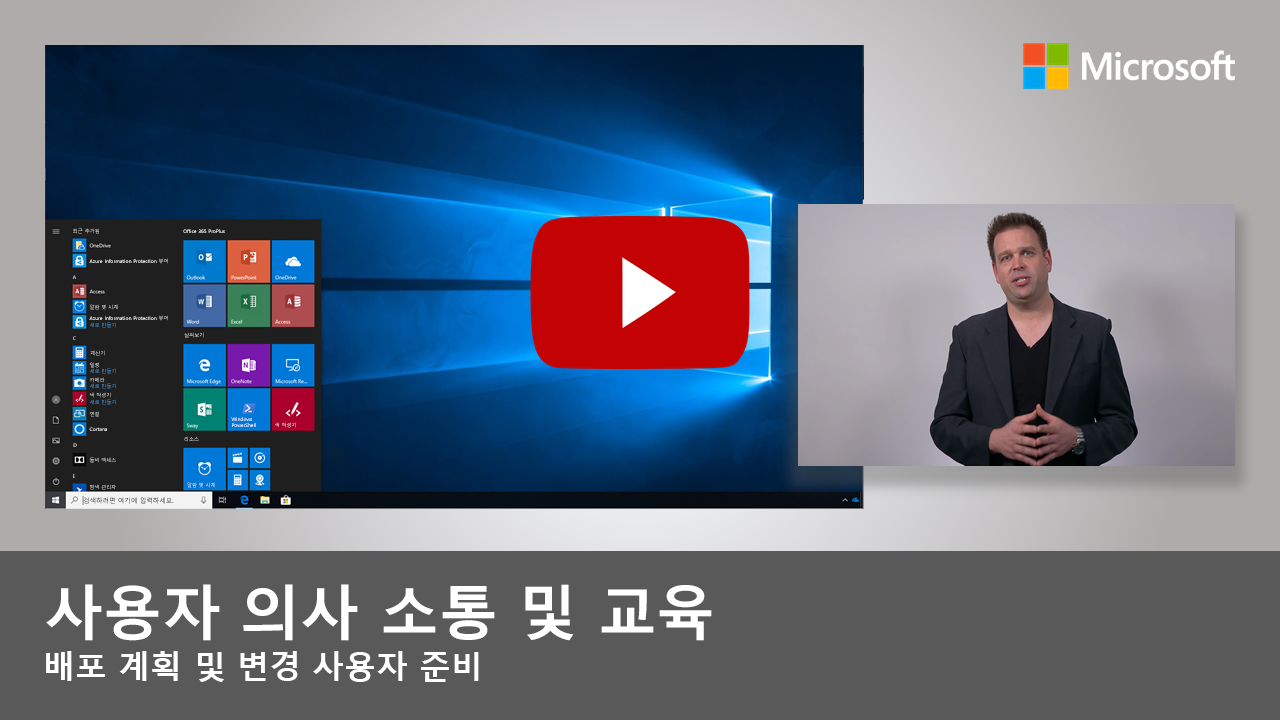 Microsoft
최근 추가됨
OneDrive
Azure Information Protection 뷰어
A
Access
알람 및 시계
Azure Information Protection 뷰어
새로 만들기
C
계산기
일정
새로 만들기
카메라
새로 만들기
색 작성기
새로 만들기
연결
Cortana
D
돌비 액세스
E
탐색 관리자
Office 365 ProPlus
Outlook
PowerPoint
OneDrive
Word
Excel
Access
살펴보기
Microsoft Edge
OneNote
Microsoft Re...
Sway
Windows PowerShell
색 작성기
리소스
알람 및 시계
검색하려면 여기에 입력하세요.
사용자 의사 소통 및 교육
배포 계획 및 변경 사용자 준비